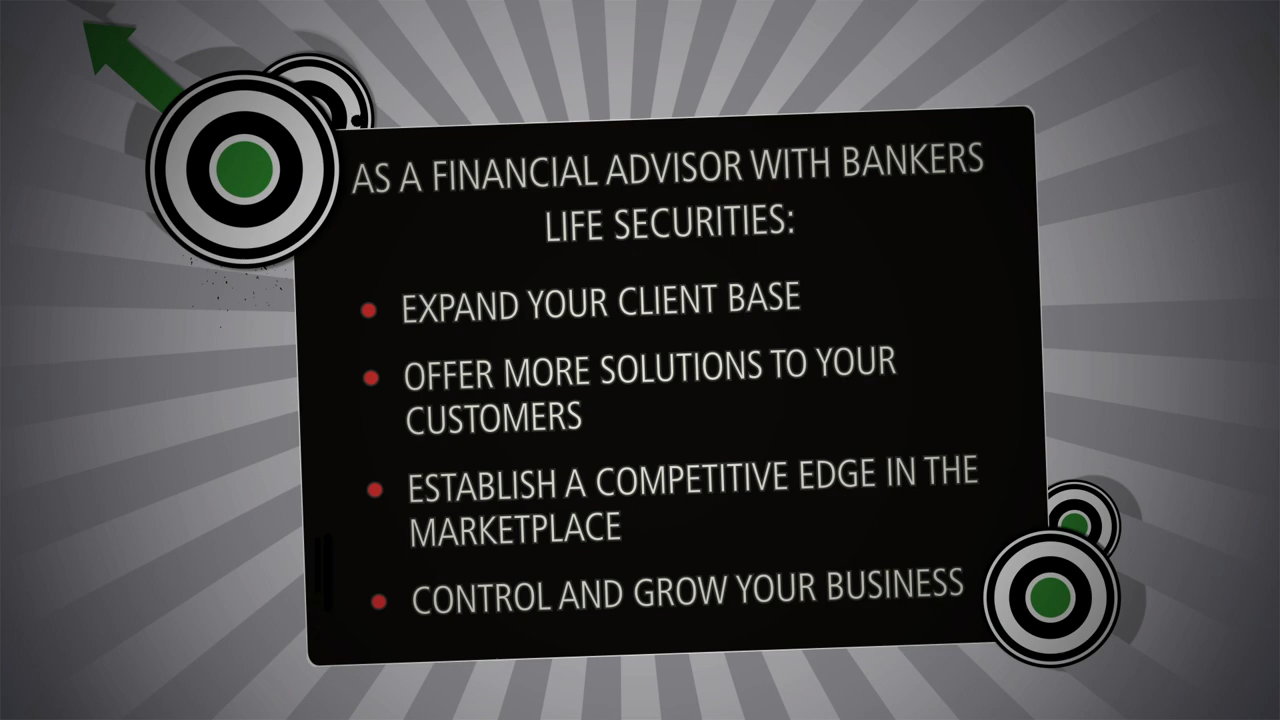 AS A FINANCIAL ADVISOR WITH BANKERS
LIFE SECURITIES:
EXPAND YOUR CLIENT BASE
OFFER MORE SOLUTIONS TO YOUR
CUSTOMERS
ESTABLISH A COMPETITIVE EDGE IN THE
MARKETPLACE
CONTROL AND GROW YOUR BUSINESS